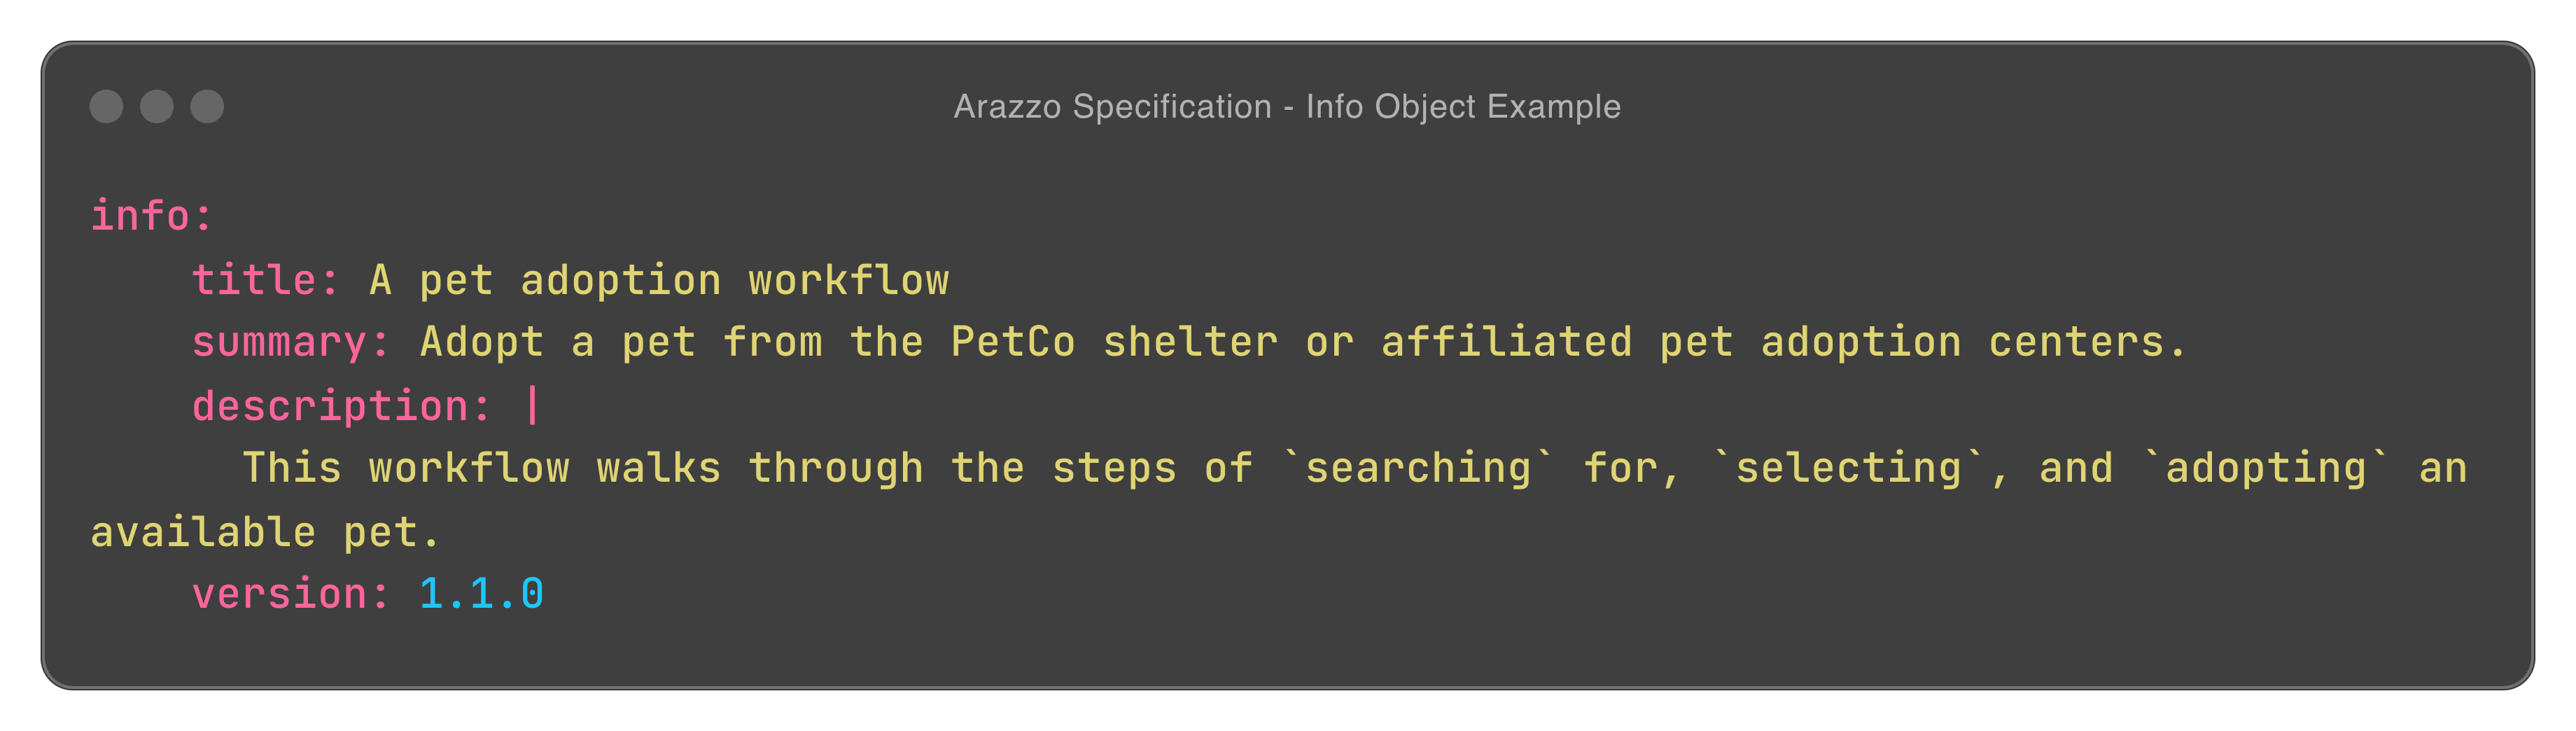 Arazzo Specification - Info Object Example
info:
    title: A pet adoption workflow
    summary: Adopt a pet from the PetCo shelter or affiliated pet adoption centers.
    description: |
      This workflow walks through the steps of `searching` for, `selecting`, and `adopting` an
available pet.
    version: 1.1.0